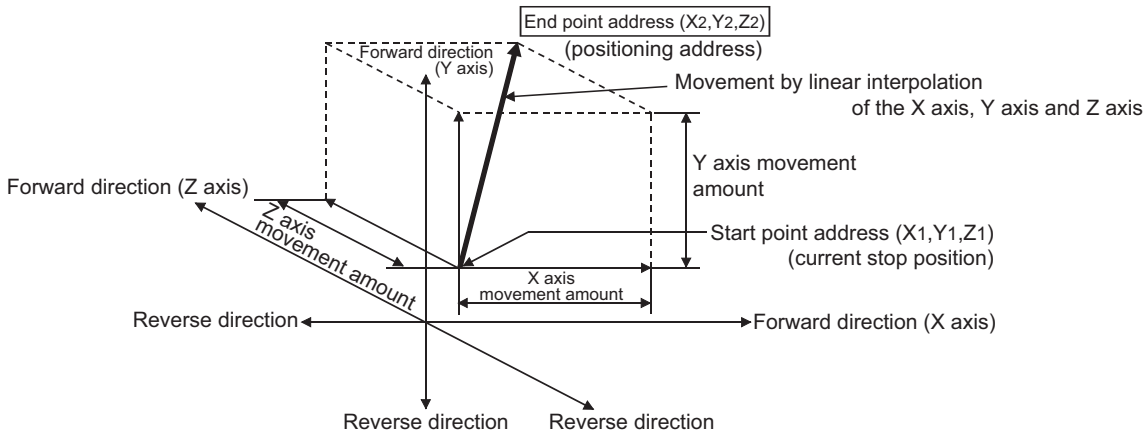 End point address (X2,Y2,Z2)
(positioning address)
Forward direction
(Y axis)
Movement by linear interpolation
of the X axis, Y axis and Z axis
Y axis movement
amount
Forward direction (Z axis)
Z axis
movement amount
Start point address (X1,Y1,Z1)
(current stop position)
X axis
movement amount
Reverse direction
Forward direction (X axis)
Reverse direction
Reverse direction